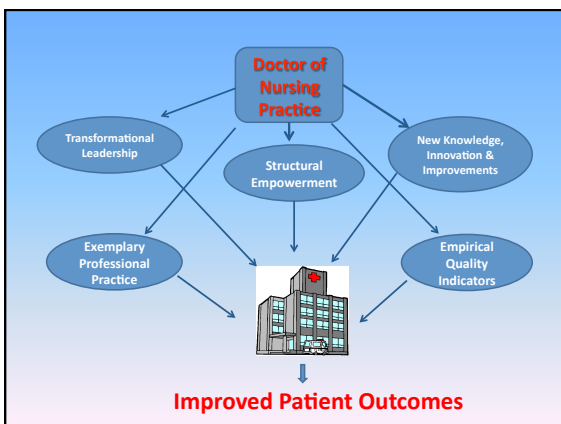 Doctor of
Nursing
Practice
Transformational
Leadership
Structural
Empowerment
New Knowledge,
Innovation &
Improvements
Exemplary
Professional
Practice
Empirical
Quality
Indicators
Improved Patient Outcomes